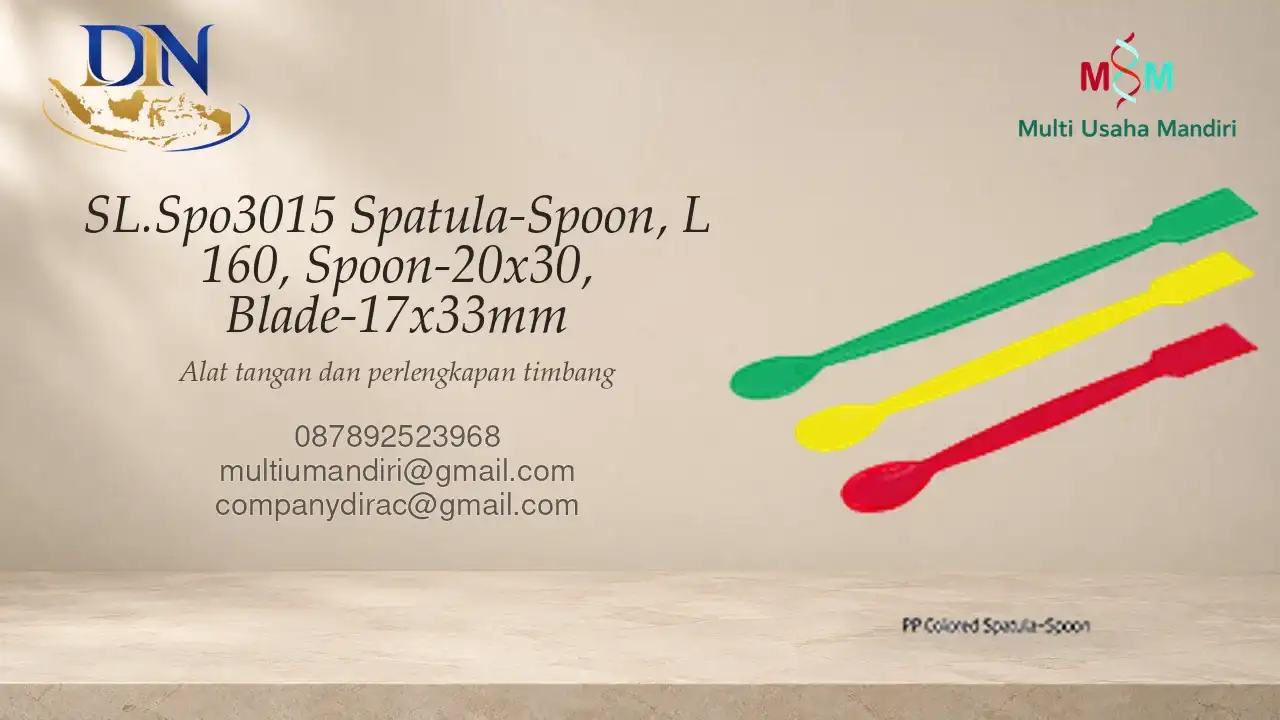 DIN
M M
Multi Usaha Mandiri
SL.Spo3015 Spatula-Spoon, L
160, Spoon-20x30,
Blade-17x33mm
Alat tangan dan perlengkapan timbang
087892523968
multiumandiri@gmail.com
companydirac@gmail.com
PP Colored Spatula-Spoon